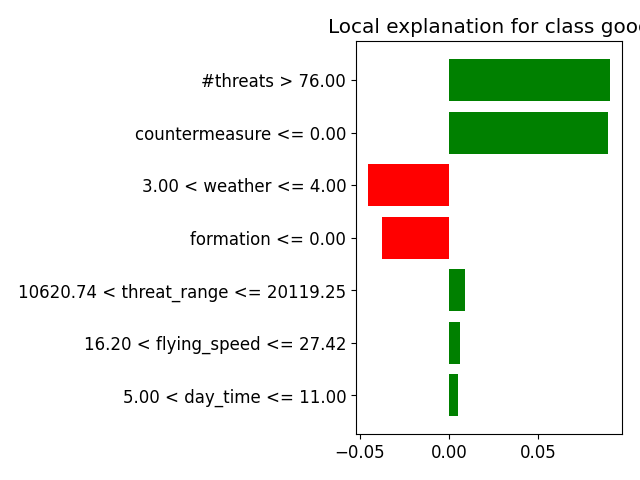 Local explanation for class good
#threats > 76.00
countermeasure <= 0.00
3.00 < weather <= 4.00
formation <= 0.00
10620.74 < threat_range <= 20119.25
16.20 < flying_speed <= 27.42
5.00 < day_time <= 11.00
−0.05 0.00 0.05